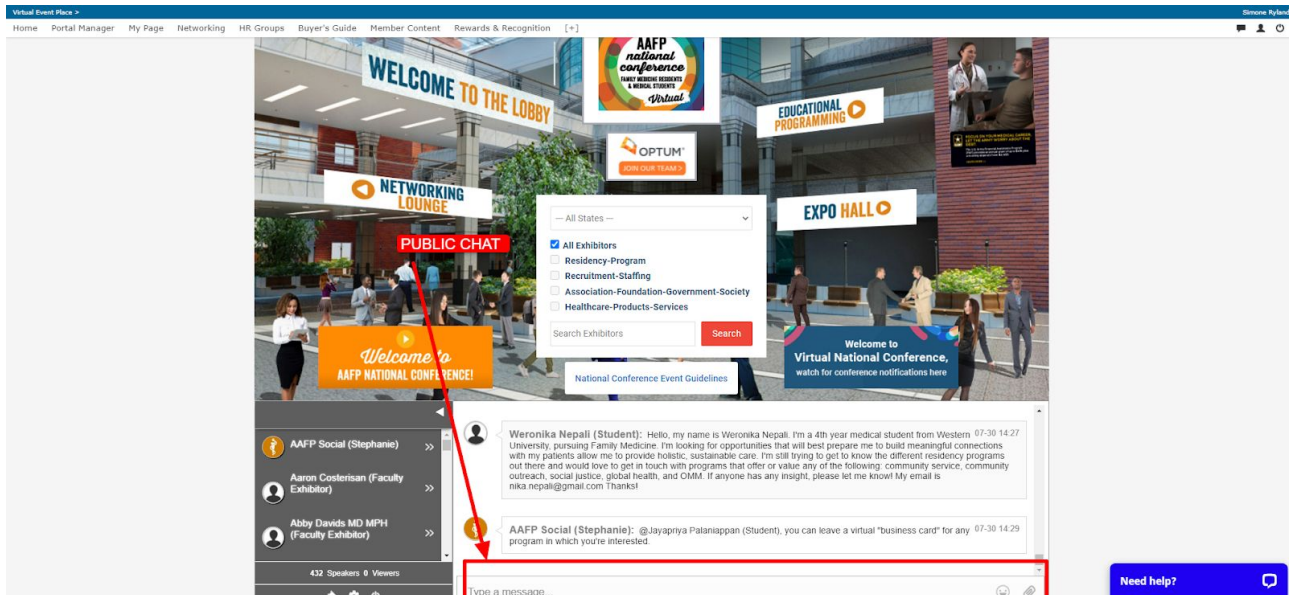 Virtual Event Place >
Simone Ryland
Home Portal Manager My Page Networking HR Groups Buyer's Guide Member Content Rewards & Recognition [+]
WELCOME TO THE LOBBY
AAFP
national
conference
FAMILY MEDICINE RESIDENTS
& MEDICAL STUDENTS
Virtual
EDUCATIONAL
PROGRAMMING
OPTUM
JOIN OUR TEAM >
NETWORKING
LOUNGE
EXPO HALL
PUBLIC CHAT
--- All States ---
All Exhibitors
Residency-Program
Recruitment-Staffing
Association-Foundation-Government-Society
Healthcare-Products-Services
Search Exhibitors
Search
Welcome to
AAFP NATIONAL CONFERENCE!
National Conference Event Guidelines
Welcome to
Virtual National Conference,
watch for conference notifications here
AAFP Social (Stephanie)
Aaron Costerisan (Faculty
Exhibitor)
Abby Davids MD MPH
(Faculty Exhibitor)
432 Speakers 0 Viewers
Weronika Nepali (Student): Hello, my name is Weronika Nepali. I'm a 4th year medical student from Western 07-30 14:27
University, pursuing Family Medicine. I'm looking for opportunities that will best prepare me to build meaningful connections
with my patients allow me to provide holistic, sustainable care. I'm still trying to get to know the different residency programs
out there and would love to get in touch with programs that offer or value any of the following: community service, community
outreach, social justice, global health, and OMM. If anyone has any insight, please let me know! My email is
nika.nepali@gmail.com Thanks!
AAFP Social (Stephanie): @Jayapriya Palaniappan (Student), you can leave a virtual "business card" for any 07-30 14:29
program in which you're interested.
Type a message...
Need help?